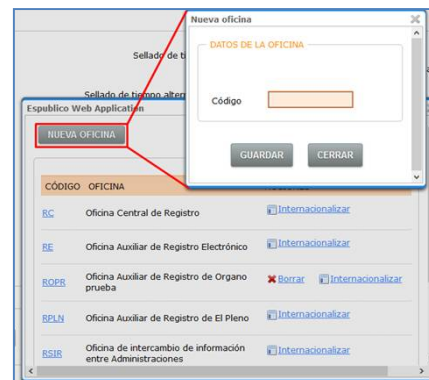 Nueva oficina
DATOS DE LA OFICINA
Sellado de ti
Código
Sellado de tiempo altern
Espublico Web Application
NUEVA OFICINA
GUARDAR CERRAR
CÓDIGO OFICINA
RC Oficina Central de Registro Internacionalizar
RE Oficina Auxiliar de Registro Electrónico Internacionalizar
ROPR Oficina Auxiliar de Registro de Organo prueba Borrar Internacionalizar
RPLN Oficina Auxiliar de Registro de El Pleno Internacionalizar
RSIR Oficina de intercambio de información entre Administraciones Internacionalizar